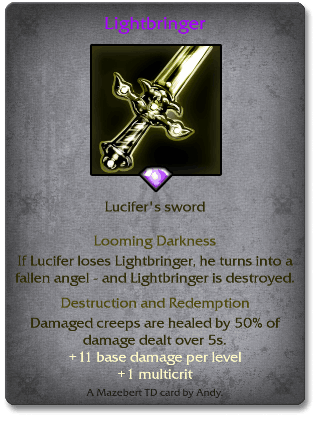 Lightbringer
Lucifer's sword
Looming Darkness
If Lucifer loses Lightbringer, he turns into a
fallen angel - and Lightbringer is destroyed.
Destruction and Redemption
Damaged creeps are healed by 50% of
damage dealt over 5s.
+11 base damage per level
+1 multicrit
A Mazebert TD card by Andy.